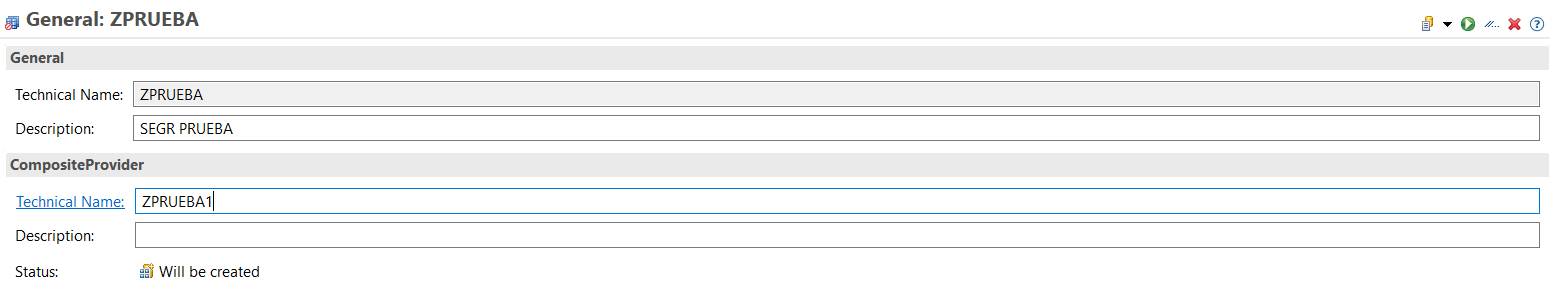 General: ZPRUEBA
General
Technical Name: ZPRUEBA
Description: SEGR PRUEBA
CompositeProvider
Technical Name: ZPRUEBA1
Description:
Status: Will be created